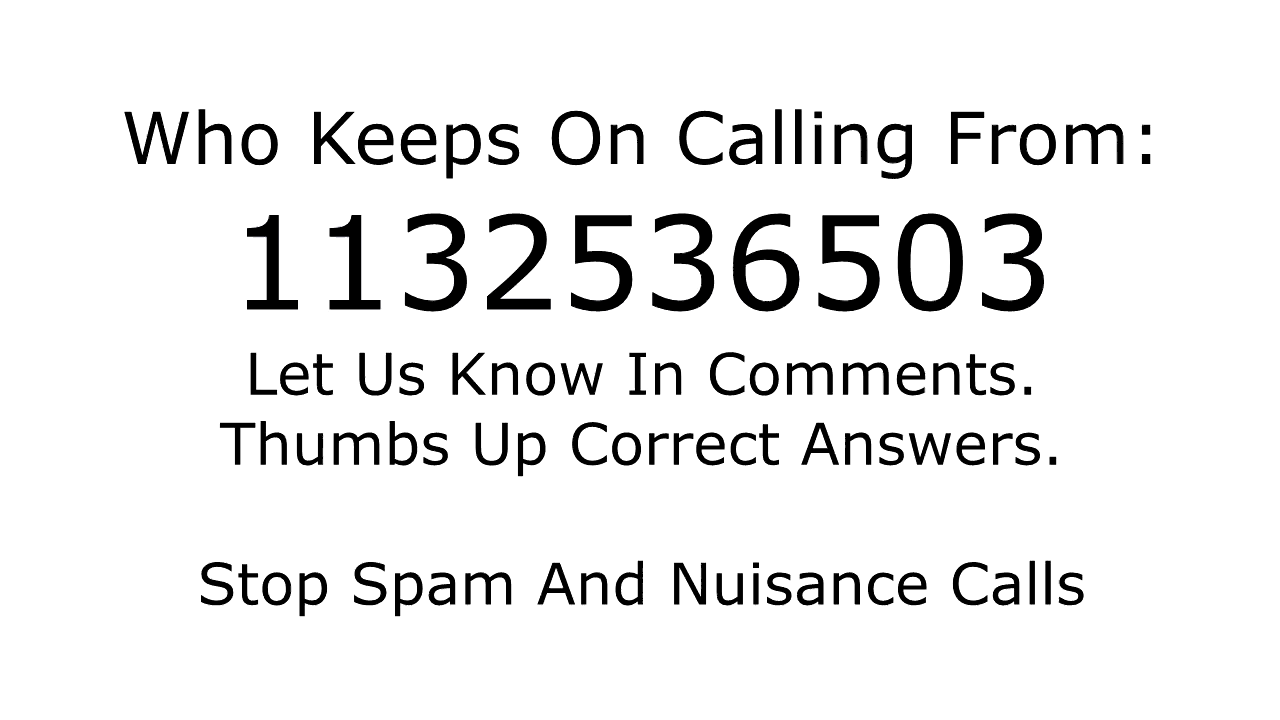 Who Keeps On Calling From:
1132536503
Let Us Know In Comments.
Thumbs Up Correct Answers.
Stop Spam And Nuisance Calls